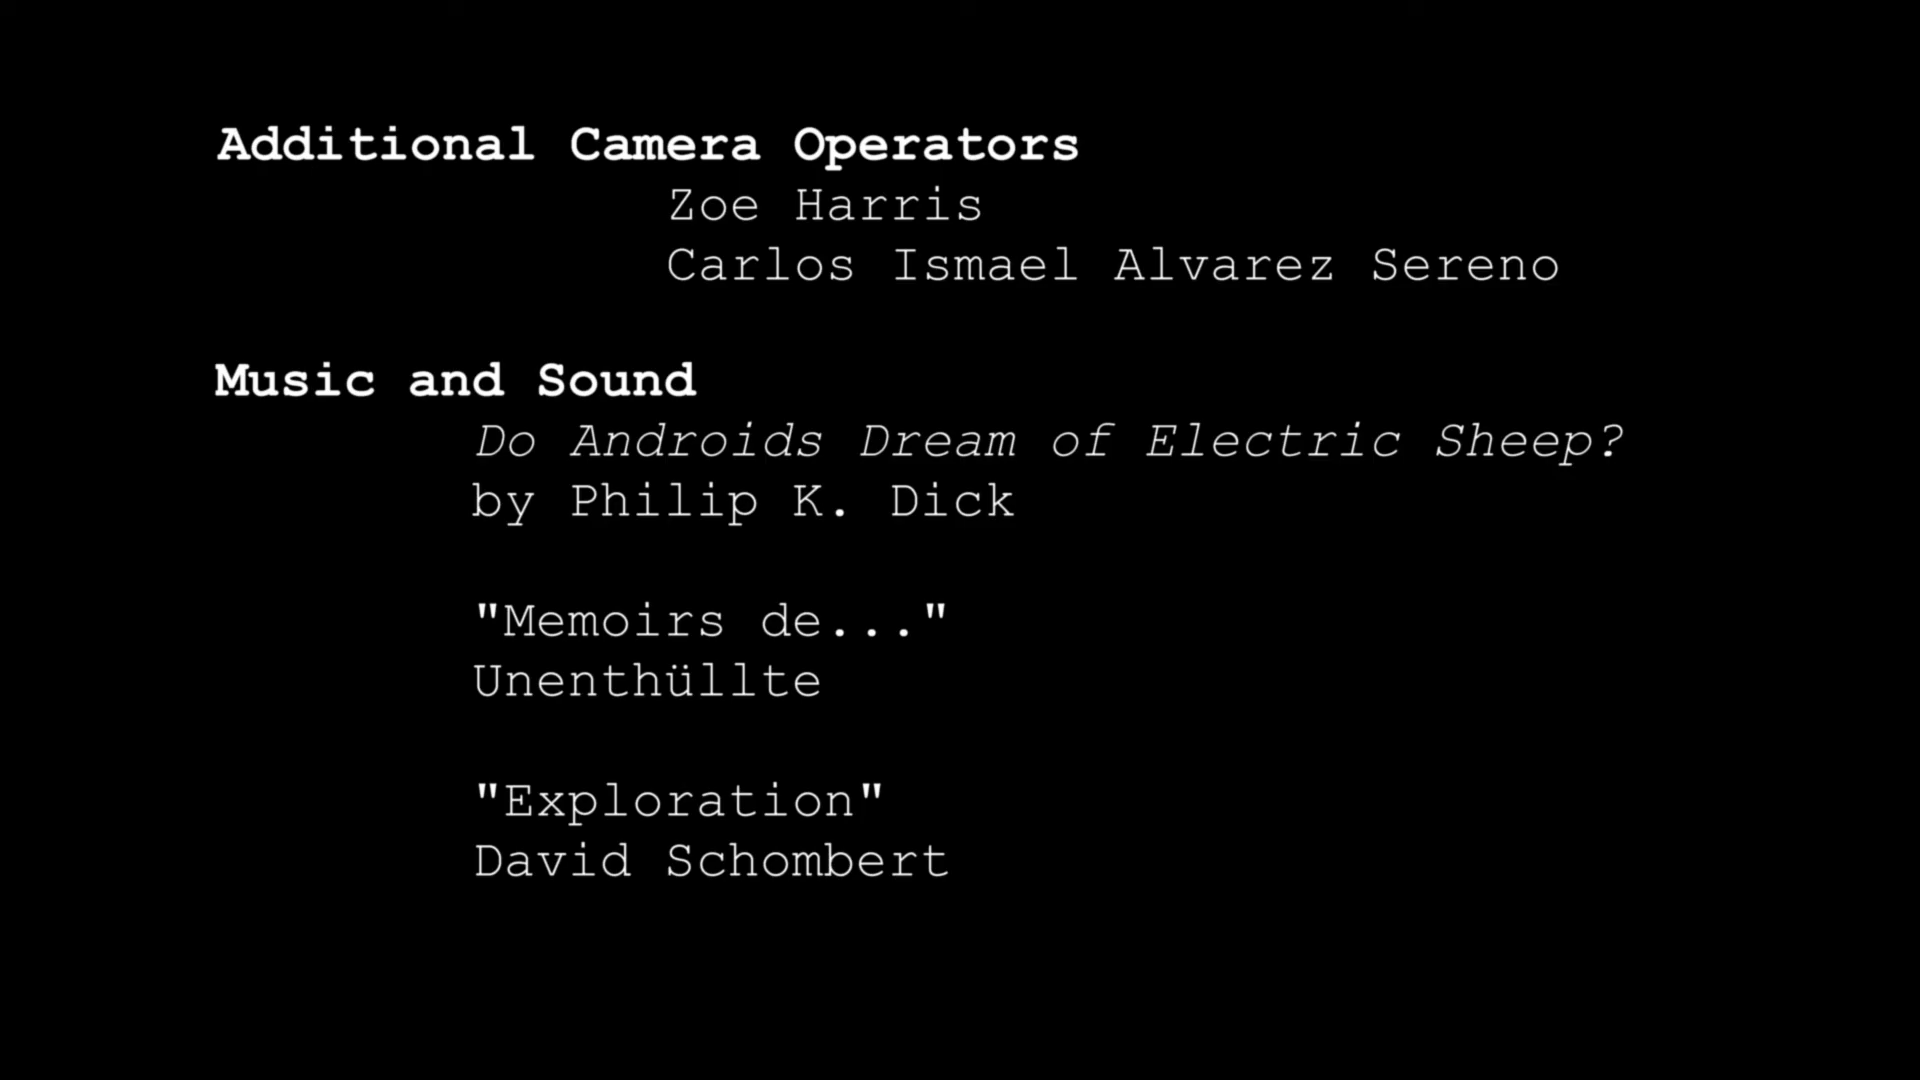 Additional Camera Operators
Zoe Harris
Carlos Ismael Alvarez Sereno
Music and Sound
Do Androids Dream of Electric Sheep?
by Philip K. Dick
"Memoirs de..."
Unenthüllte
"Exploration"
David Schombert